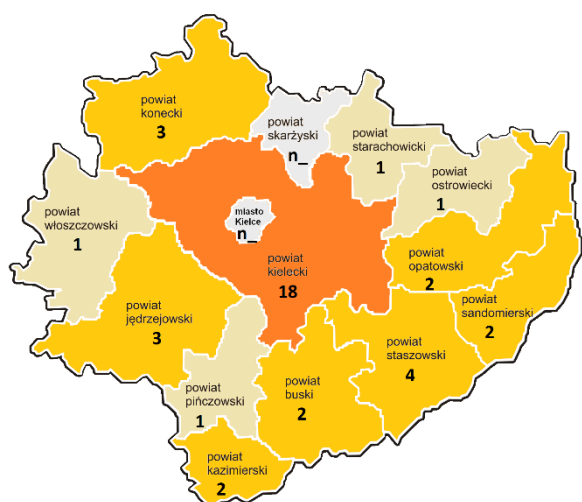 powiat
konecki
3
powiat
skarżyski
n_
powiat
starachowicki
1
powiat
ostrowiecki
1
powiat
włoszczowski
1
miasto
Kielce
n_
powiat
kielecki
18
powiat
opatowski
2
powiat
sandomierski
2
powiat
jędrzejowski
3
powiat
staszowski
4
powiat
pińczowski
1
powiat
buski
2
powiat
kazimierski
2